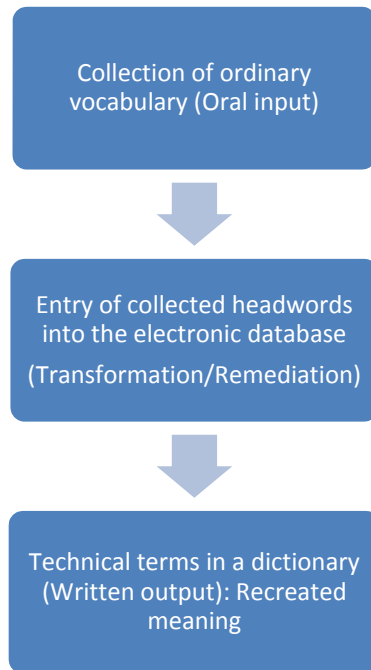 Collection of ordinary
vocabulary (Oral input)
Entry of collected headwords
into the electronic database
(Transformation/Remediation)
Technical terms in a dictionary
(Written output): Recreated
meaning